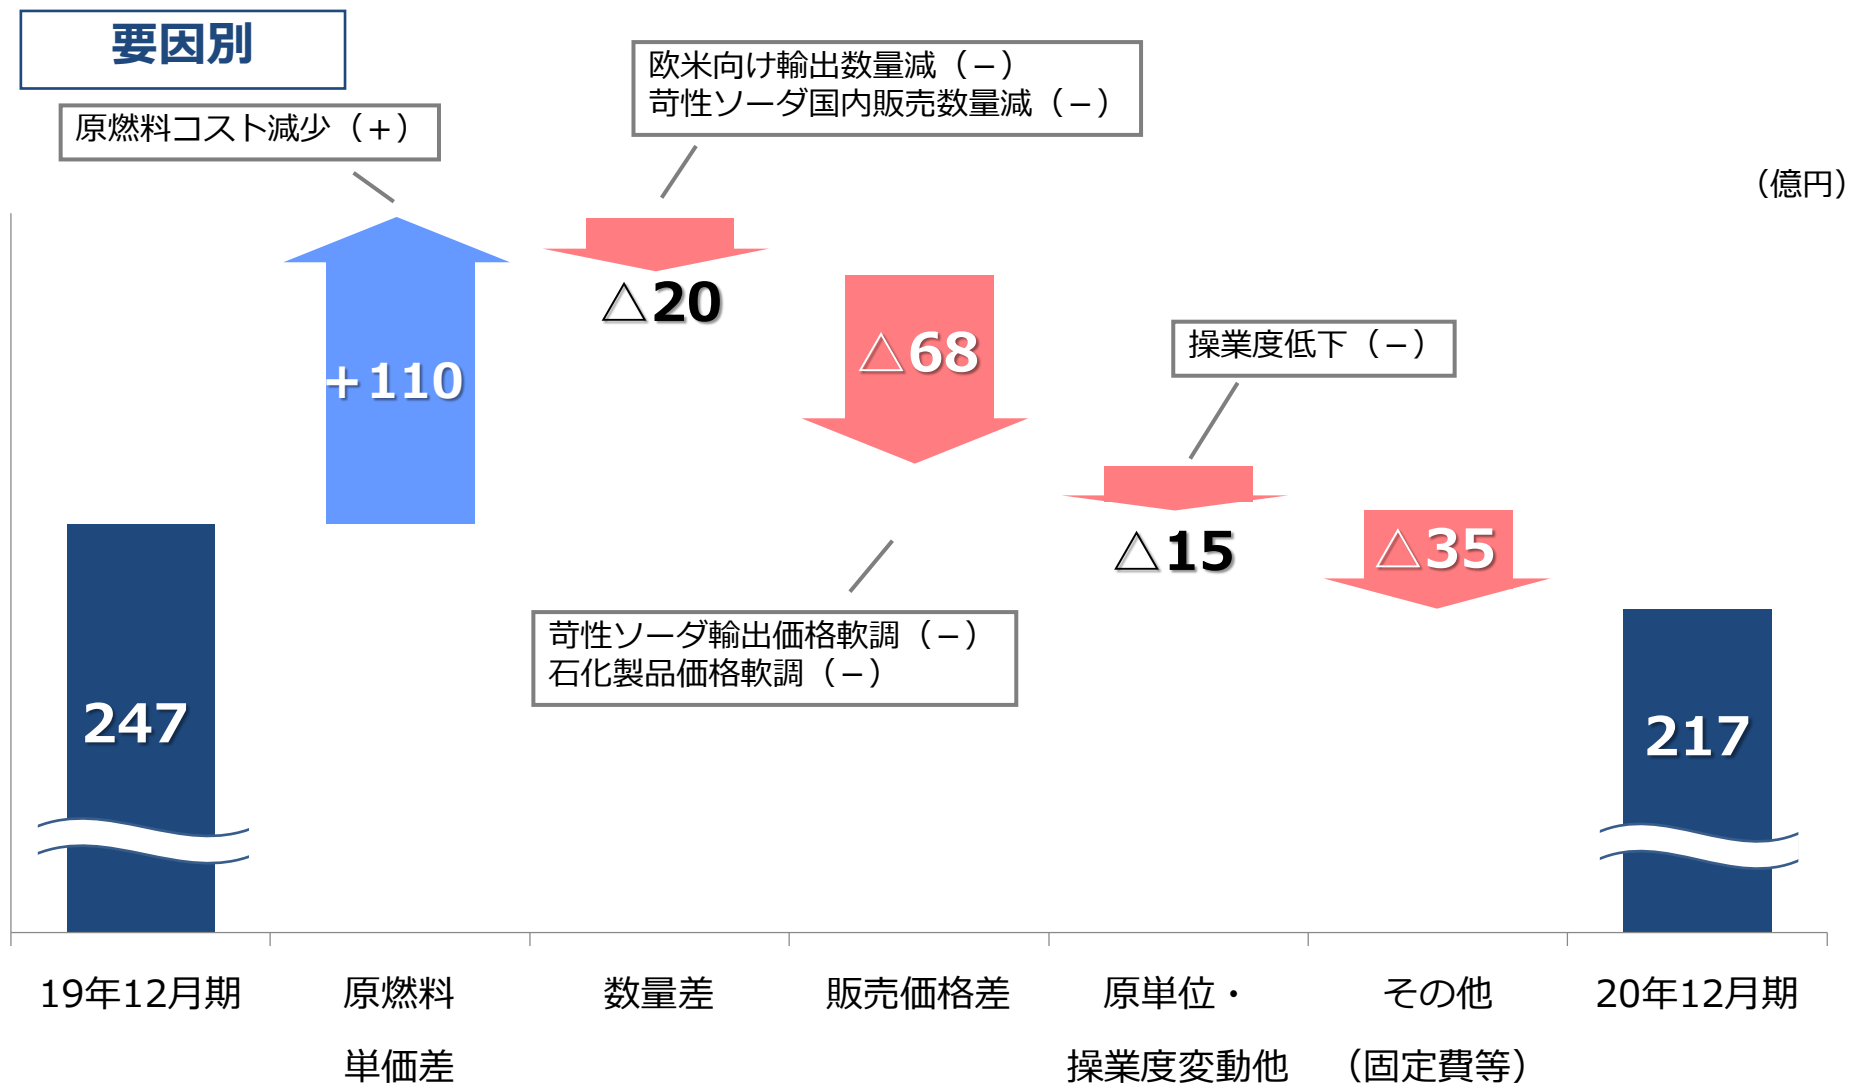 要因別
欧米向け輸出数量減（－）
苛性ソーダ国内販売数量減（－）
原燃料コスト減少（＋）
（億円）
＋110
△20
△68
操業度低下（－）
△15
△35
苛性ソーダ輸出価格軟調（－）
石化製品価格軟調（－）
247
217
19年12月期
原燃料
単価差
数量差
販売価格差
原単位・
操業度変動他
その他
（固定費等）
20年12月期